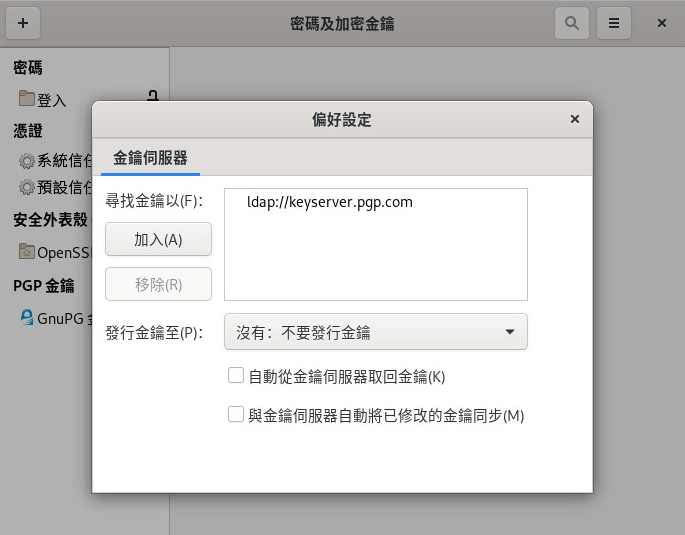 密碼及加密金鑰
密碼
登入
憑證
系統信任
預設信任
安全外表殼
OpenSS
PGP 金鑰
GnuPG 金
偏好設定
金鑰伺服器
尋找金鑰以(F)：
ldap://keyserver.pgp.com
加入(A)
移除(R)
發行金鑰至(P)：
沒有：不要發行金鑰
自動從金鑰伺服器取回金鑰(K)
與金鑰伺服器自動將已修改的金鑰同步(M)